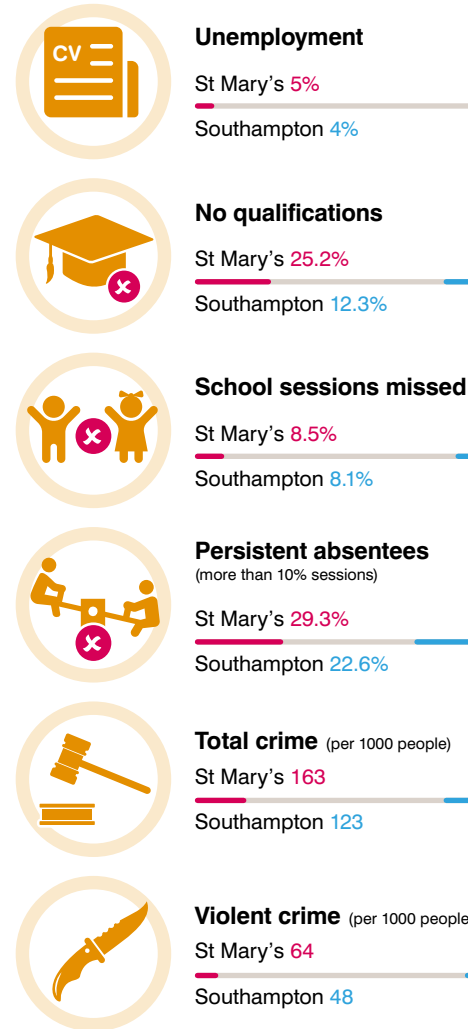 CV
Unemployment
St Mary’s 5%
Southampton 4%
No qualifications
St Mary’s 25.2%
Southampton 12.3%
School sessions missed
St Mary’s 8.5%
Southampton 8.1%
Persistent absentees
(more than 10% sessions)
St Mary’s 29.3%
Southampton 22.6%
Total crime (per 1000 people)
St Mary’s 163
Southampton 123
Violent crime (per 1000 people
St Mary’s 64
Southampton 48